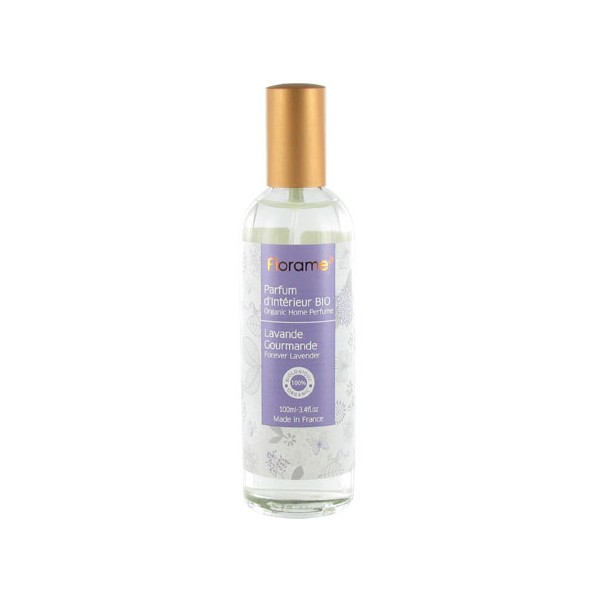 florame
Parfum
d'Intérieur BIO
Organic Home Perfume
Lavande
Gourmande
Forever Lavender
100%
ORGANIC
100ml-3.4fl.oz
Made in France